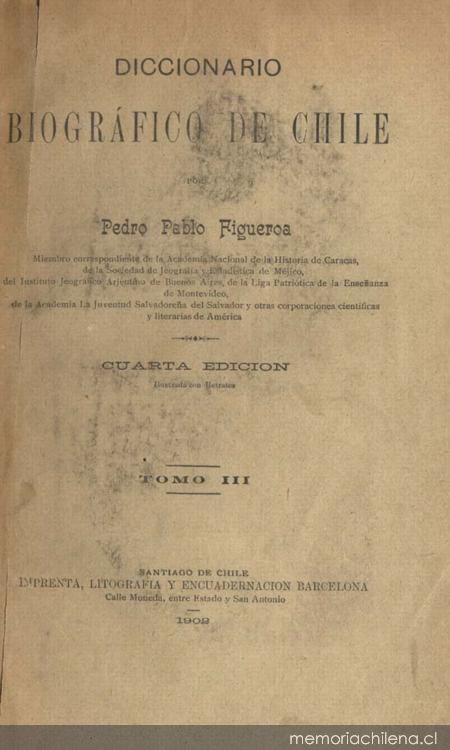 DICCIONARIO
BIOGRÁFICO DE CHILE
POR
Pedro Pablo Figueroa
Miembro correspondiente de la Academia Nacional de la Historia de Caracas,
de la Sociedad de Jeografía y Estadística de Méjico,
del Instituto Jeográfico Arjentino de Buenos Aires, de la Liga Patriótica de la Enseñanza
de Montevideo,
de la Academia La Juventud Salvadoreña del Salvador y otras corporaciones científicas
y literarias de América
CUARTA EDICION
Ilustrada con Retratos
TOMO III
SANTIAGO DE CHILE
IMPRENTA, LITOGRAFIA Y ENCUADERNACION BARCELONA
Calle Moneda, entre Estado y San Antonio
1902
memoriachilena.cl